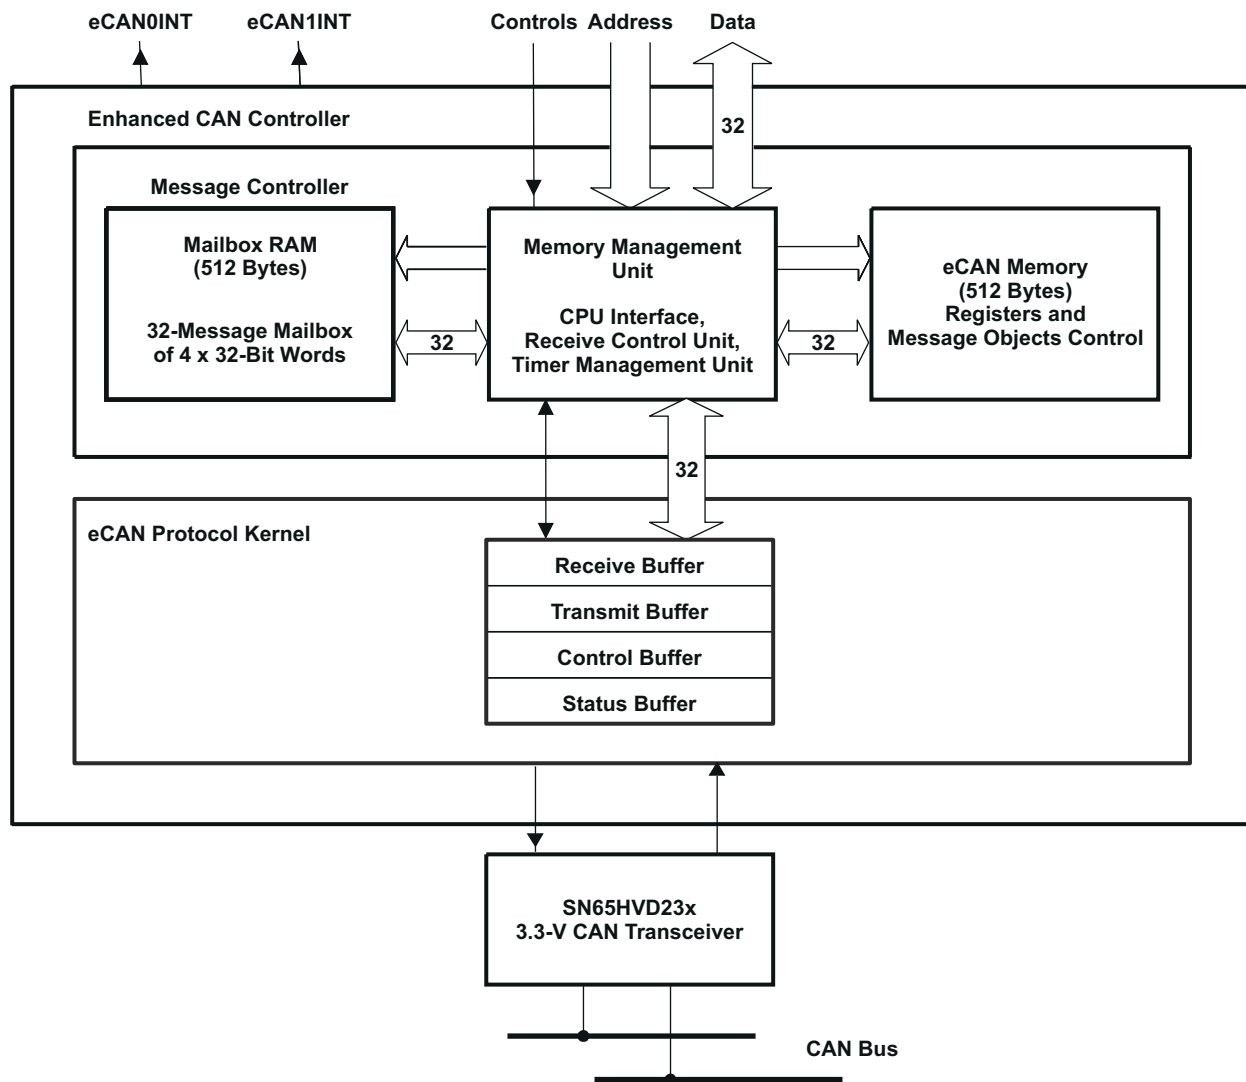 eCAN0INT
eCAN1INT
Controls
Address
Data
32
Enhanced CAN Controller
Message Controller
Mailbox RAM
(512 Bytes)
32-Message Mailbox
of 4 x 32-Bit Words
32
Memory Management
Unit
CPU Interface,
Receive Control Unit,
Timer Management Unit
32
eCAN Memory
(512 Bytes)
Registers and
Message Objects Control
32
eCAN Protocol Kernel
Receive Buffer
Transmit Buffer
Control Buffer
Status Buffer
SN65HVD23x
3.3-V CAN Transceiver
CAN Bus